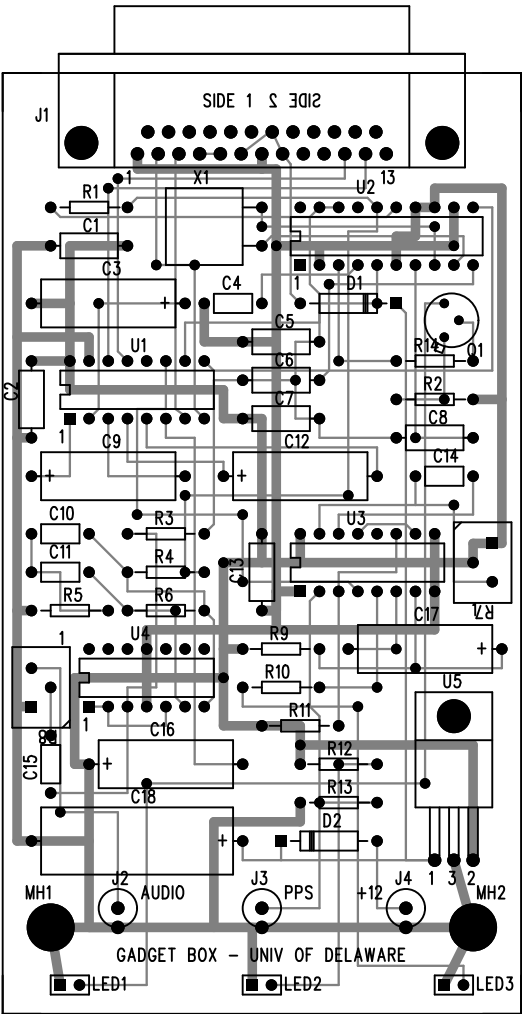 SIDE 1 SIDE 2
J1
1 13
R1 X1 U2
C1
C3 C4 1 D1
C5
U1 R14 Q1
C2 C6
R2
C7
1 C8
C9 C12
C14
C10 R3 U3
C11 R4 C13 1
R5 R6 R7
1 U4 C17
R9
R10 U5
1 R11
R8 C16
C15 R12
C18 R13
D2
1 3 2
MH1 J2 AUDIO J3 PPS +12 J4 MH2
GADGET BOX - UNIV OF DELAWARE
LED1 LED2 LED3